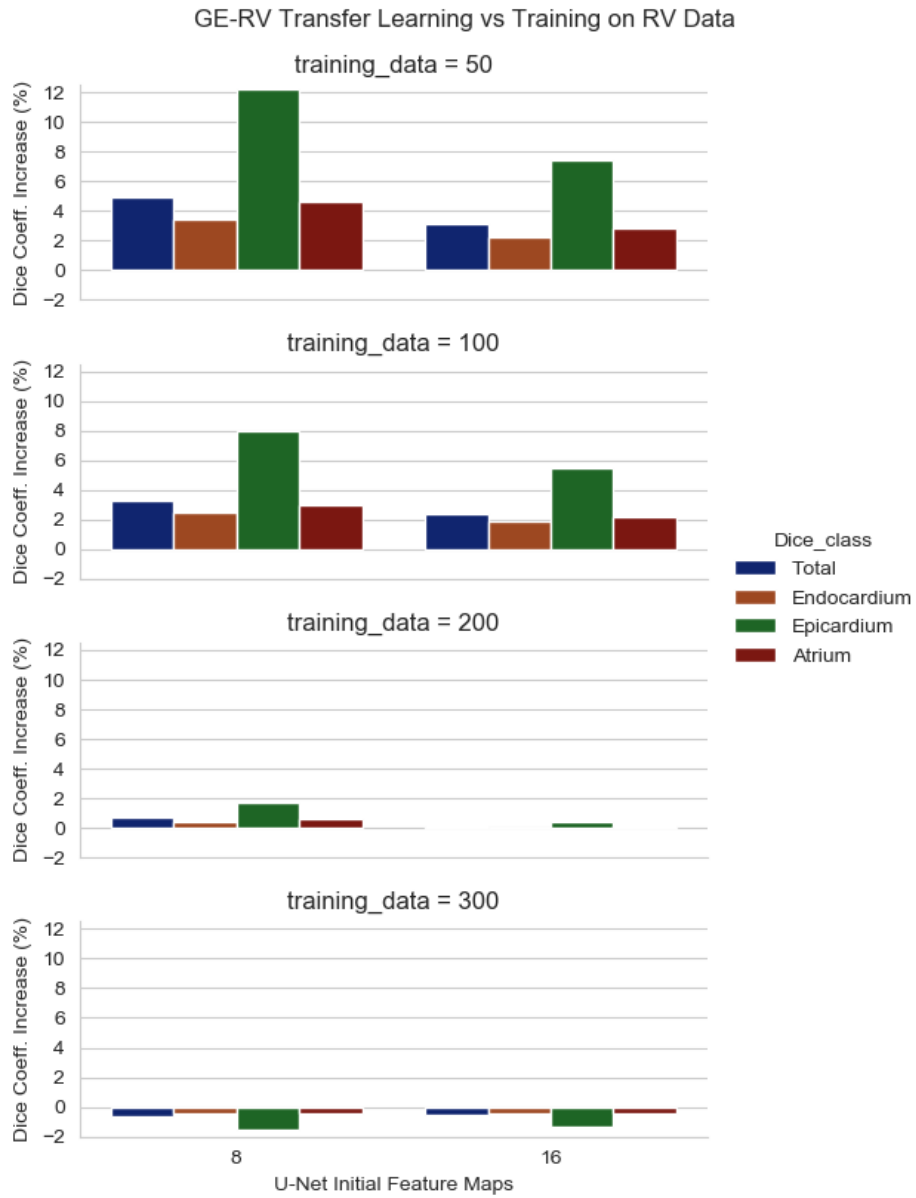 GE-RV Transfer Learning vs Training on RV Data
training_data = 50
Dice Coeff. Increase (%)
12
10
8
6
4
2
0
−2
training_data = 100
Dice Coeff. Increase (%)
12
10
8
6
4
2
0
−2
Dice_class
Total
Endocardium
Epicardium
Atrium
training_data = 200
Dice Coeff. Increase (%)
12
10
8
6
4
2
0
−2
training_data = 300
Dice Coeff. Increase (%)
12
10
8
6
4
2
0
−2
8 16
U-Net Initial Feature Maps